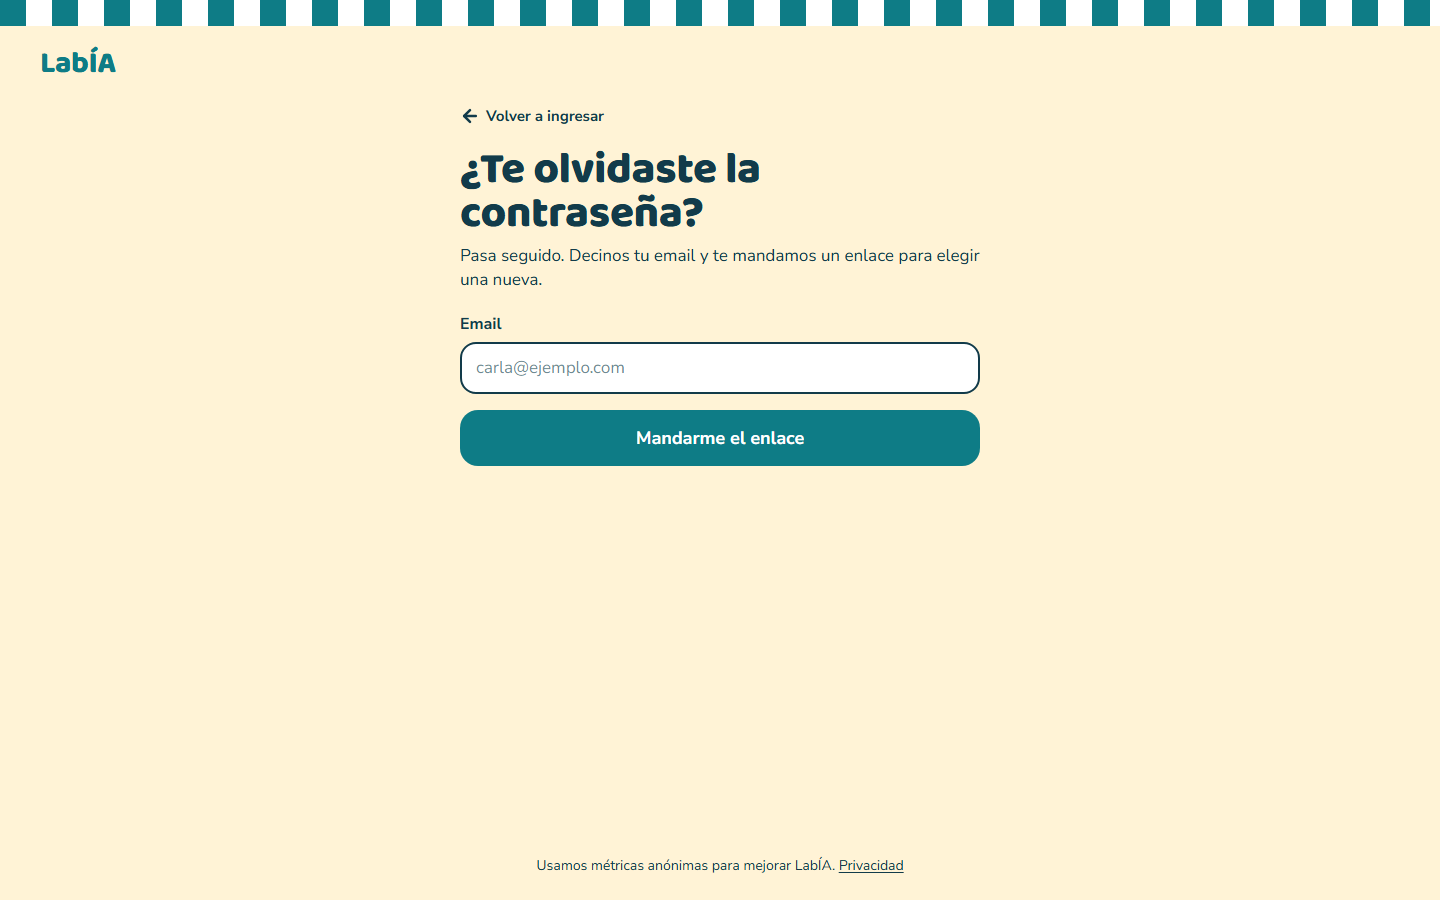 LabÍA
Volver a ingresar
¿Te olvidaste la
contraseña?
Pasa seguido. Decinos tu email y te mandamos un enlace para elegir
una nueva.
Email
carla@ejemplo.com
Mandarme el enlace
Usamos métricas anónimas para mejorar LabÍA. Privacidad